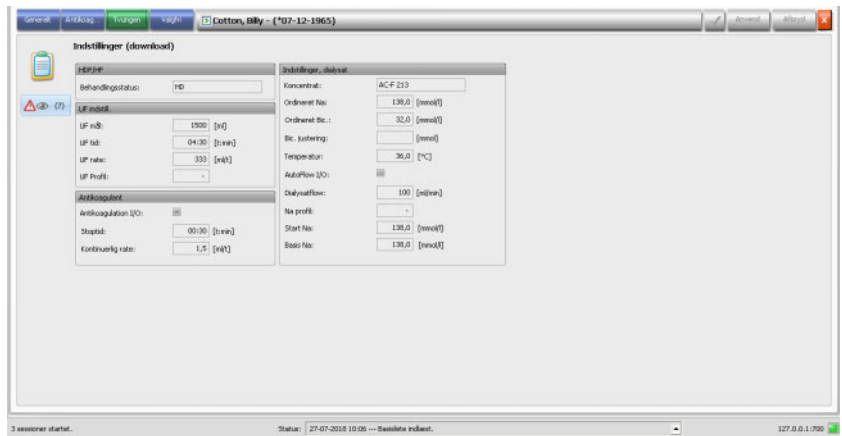 Generelt Antikoag... Tvungen Valgfri Cotton, Billy - (*07-12-1965) Anvend Afbryd X
Indstillinger (download)
HDF/HF
Behandlingsstatus: HD
(7)
UF indstil.
UF mål: 1500 [ml]
UF tid: 04:30 [t:min]
UF rate: 333 [ml/t]
UF Profil: -
Antikoagulant
Antikoagulation I/O:
Stoptid: 00:30 [t:min]
Kontinuerlig rate: 1,5 [ml/t]
Indstillinger, dialysat
Koncentrat: AC-F 213
Ordineret Na: 138,0 [mmol/l]
Ordineret Bic.: 32,0 [mmol/l]
Bic. justering: [mmol]
Temperatur: 36,0 [°C]
AutoFlow I/O:
Dialysatflow: 100 [ml/min]
Na profil: -
Start Na: 138,0 [mmol/l]
Basis Na: 138,0 [mmol/l]
3 sessioner startet. Status: 27-07-2018 10:06 --- Basisliste indlæst. 127.0.0.1:700